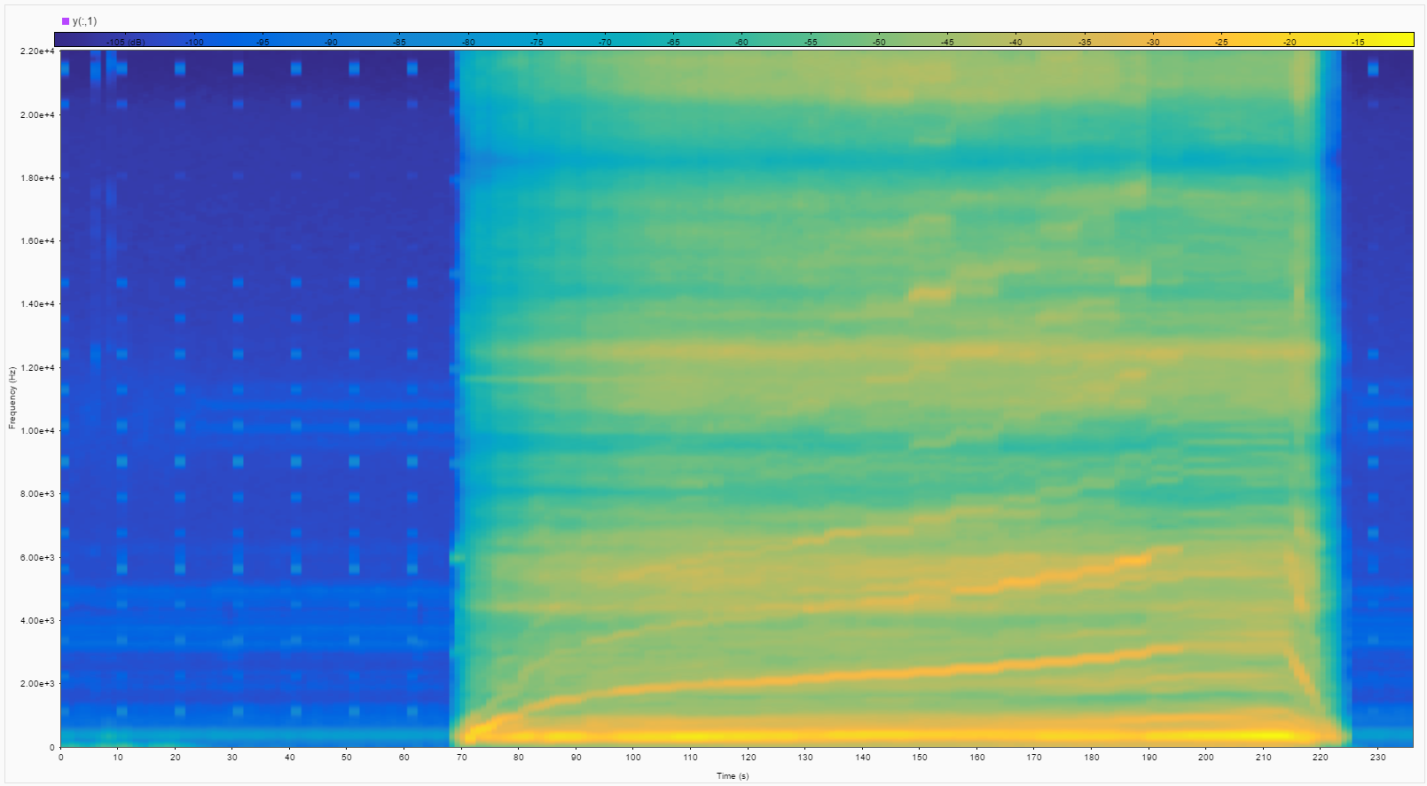 y(:,1)
-105 (dB) -100 -95 -90 -85 -80 -75 -70 -65 -60 -55 -50 -45 -40 -35 -30 -25 -20 -15
2.20e+4
2.00e+4
1.80e+4
1.60e+4
1.40e+4
1.20e+4
1.00e+4
8.00e+3
6.00e+3
4.00e+3
2.00e+3
0
Frequency (Hz)
0 10 20 30 40 50 60 70 80 90 100 110 120 130 140 150 160 170 180 190 200 210 220 230
Time (s)